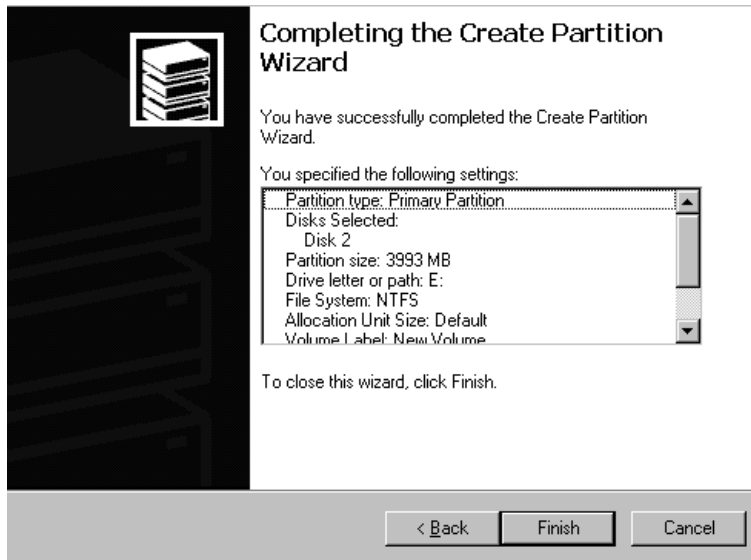 Completing the Create Partition
Wizard
You have successfully completed the Create Partition
Wizard.
You specified the following settings:
Partition type: Primary Partition
Disks Selected:
Disk 2
Partition size: 3993 MB
Drive letter or path: E:
File System: NTFS
Allocation Unit Size: Default
Volume Label: New Volume
To close this wizard, click Finish.
< Back
Finish
Cancel